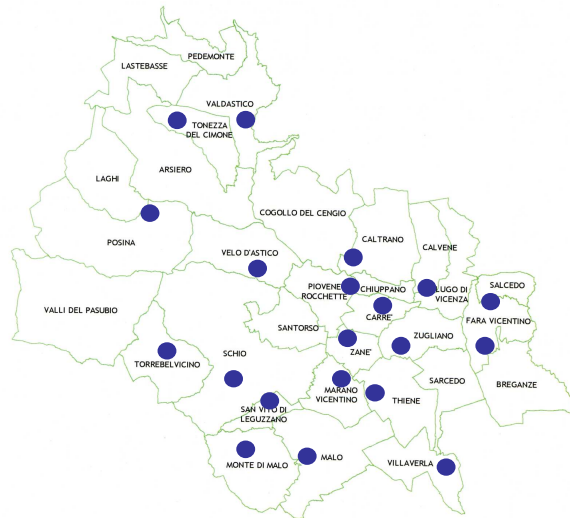 PEDEMONTE
LASTEBASSE
VALDASTICO
TONEZZA
DEL CIMONE
ARSIERO
LAGHI
COGOLLO DEL CENGIO
POSINA
CALTRANO
CALVENE
VELO D'ASTICO
PIOVENE
ROCCHETTE
CHIUPPANO
LUGO DI
VICENZA
SALCEDO
VALLI DEL PASUBIO
CARRE'
FARA VICENTINO
SANTORSO
ZUGLIANO
ZANE'
SCHIO
TORREBELVICINO
SARCEDO
BREGANZE
MARANO
VICENTINO
THIENE
SAN VITO DI
LEGUZZANO
MALO
MONTE DI MALO
VILLAVERLA